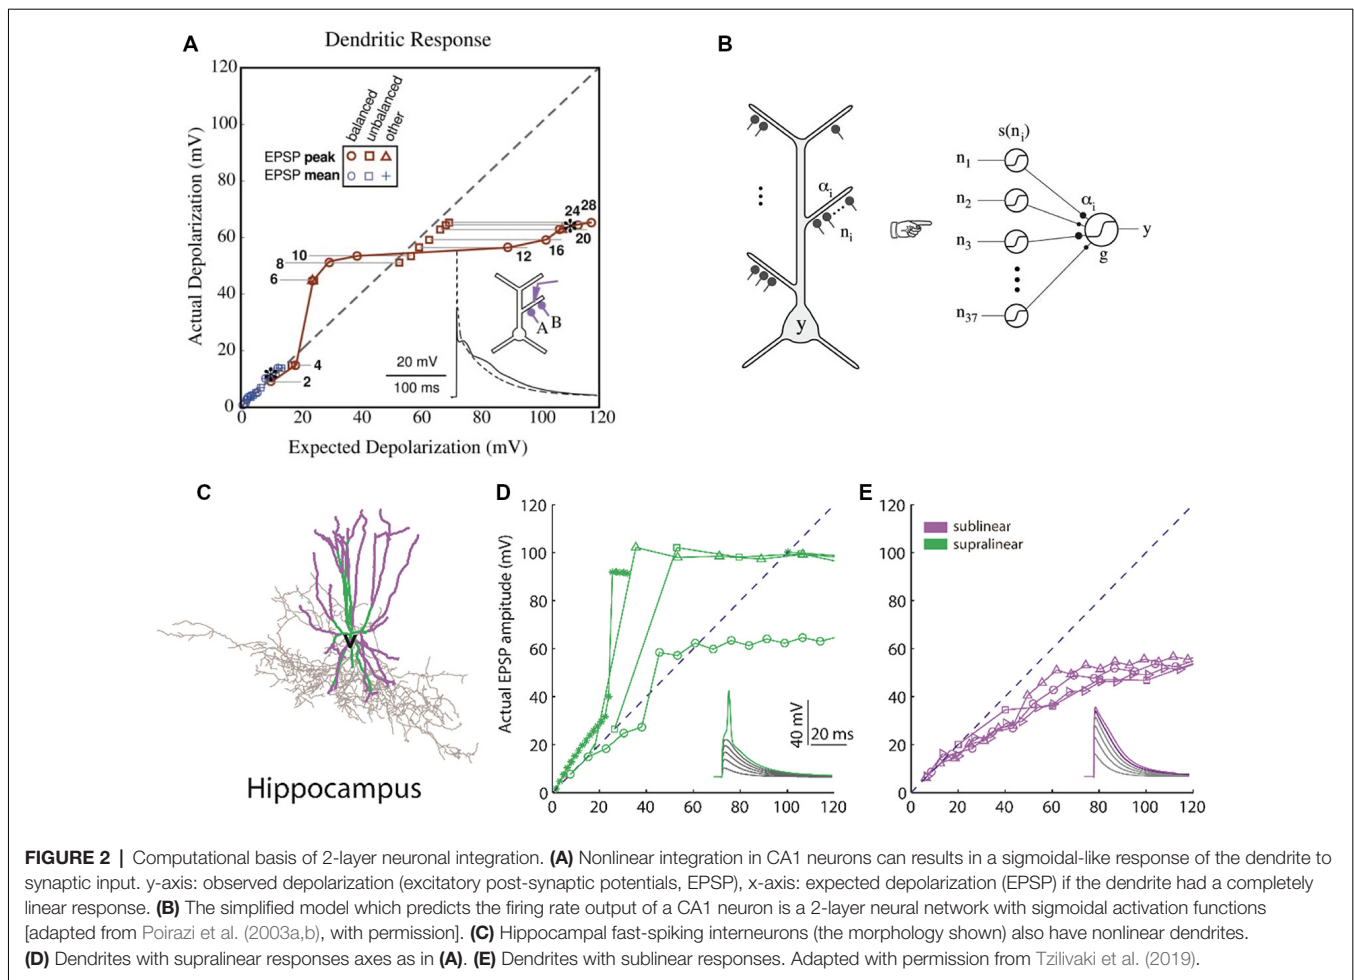 A
Dendritic Response
120
100
80
60
40
20
0
Actual Depolarization (mV)
balanced
unbalanced
other
EPSP peak
EPSP mean
10
8
6
4
2
24
28
20
16
12
A
B
20 mV
100 ms
0
20
40
60
80
100
120
Expected Depolarization (mV)
B
αi
ni
y
s(ni)
n1
n2
n3
n37
αi
y
g
C
Hippocampus
D
120
100
80
60
40
20
0
Actual EPSP ampitude (mV)
40 mV
20 ms
0
20
40
60
80
100
120
E
120
100
80
60
40
20
0
sublinear
supralinear
0
20
40
60
80
100
120
FIGURE 2 | Computational basis of 2-layer neuronal integration. (A) Nonlinear integration in CA1 neurons can results in a sigmoidal-like response of the dendrite to
synaptic input. y-axis: observed depolarization (excitatory post-synaptic potentials, EPSP), x-axis: expected depolarization (EPSP) if the dendrite had a completely
linear response. (B) The simplified model which predicts the firing rate output of a CA1 neuron is a 2-layer neural network with sigmoidal activation functions
[adapted from Poirazi et al. (2003a,b), with permission]. (C) Hippocampal fast-spiking interneurons (the morphology shown) also have nonlinear dendrites.
(D) Dendrites with supralinear responses axes as in (A). (E) Dendrites with sublinear responses. Adapted with permission from Tzilivaki et al. (2019).